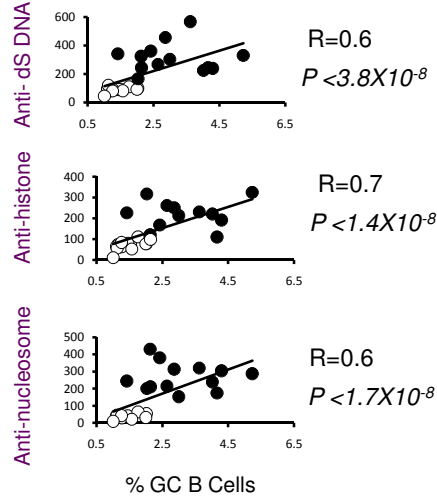 Anti- dS DNA
600
400
200
0
0.5 2.5 4.5 6.5
R=0.6
P <3.8X10-8
Anti-histone
400
300
200
100
0
0.5 2.5 4.5 6.5
R=0.7
P <1.4X10-8
Anti-nucleosome
500
400
300
200
100
0
0.5 2.5 4.5 6.5
R=0.6
P <1.7X10-8
% GC B Cells